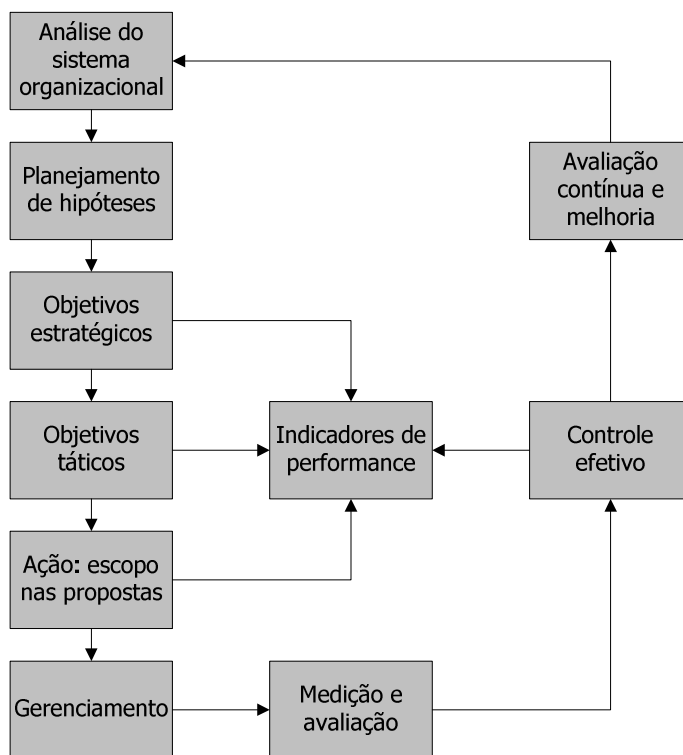 Análise do
sistema
organizacional
Planejamento
de hipóteses
Avaliação
contínua e
melhoria
Objetivos
estratégicos
Objetivos
táticos
Indicadores de
performance
Controle
efetivo
Ação: escopo
nas propostas
Gerenciamento
Medição e
avaliação